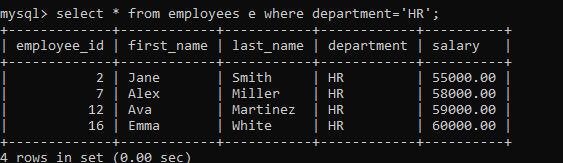 mysql> select * from employees e where department='HR';
+-------------+------------+-----------+------------+----------+
| employee_id | first_name | last_name | department | salary   |
+-------------+------------+-----------+------------+----------+
|           2 | Jane       | Smith     | HR         | 55000.00 |
|           7 | Alex       | Miller    | HR         | 58000.00 |
|          12 | Ava        | Martinez  | HR         | 59000.00 |
|          16 | Emma       | White     | HR         | 60000.00 |
+-------------+------------+-----------+------------+----------+
4 rows in set (0.00 sec)